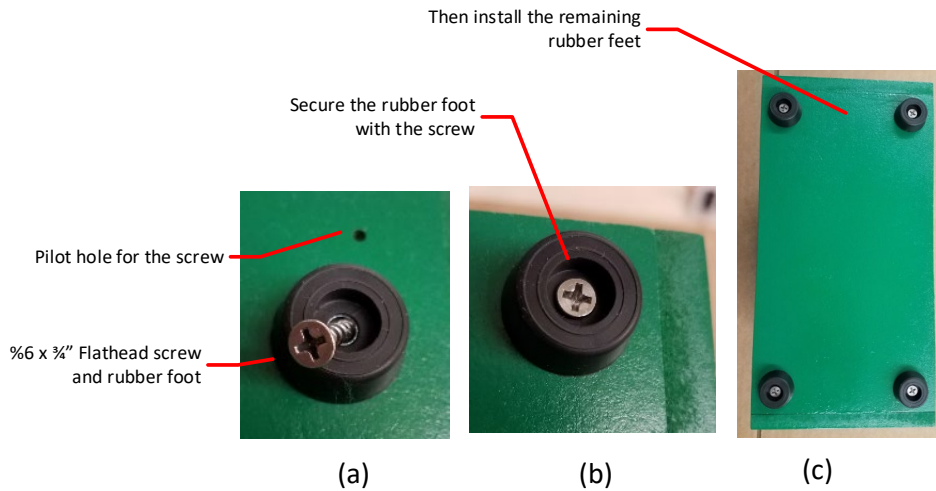 Then install the remaining
rubber feet
Secure the rubber foot
with the screw
Pilot hole for the screw
%6 x ¾” Flathead screw
and rubber foot
(a)
(b)
(c)